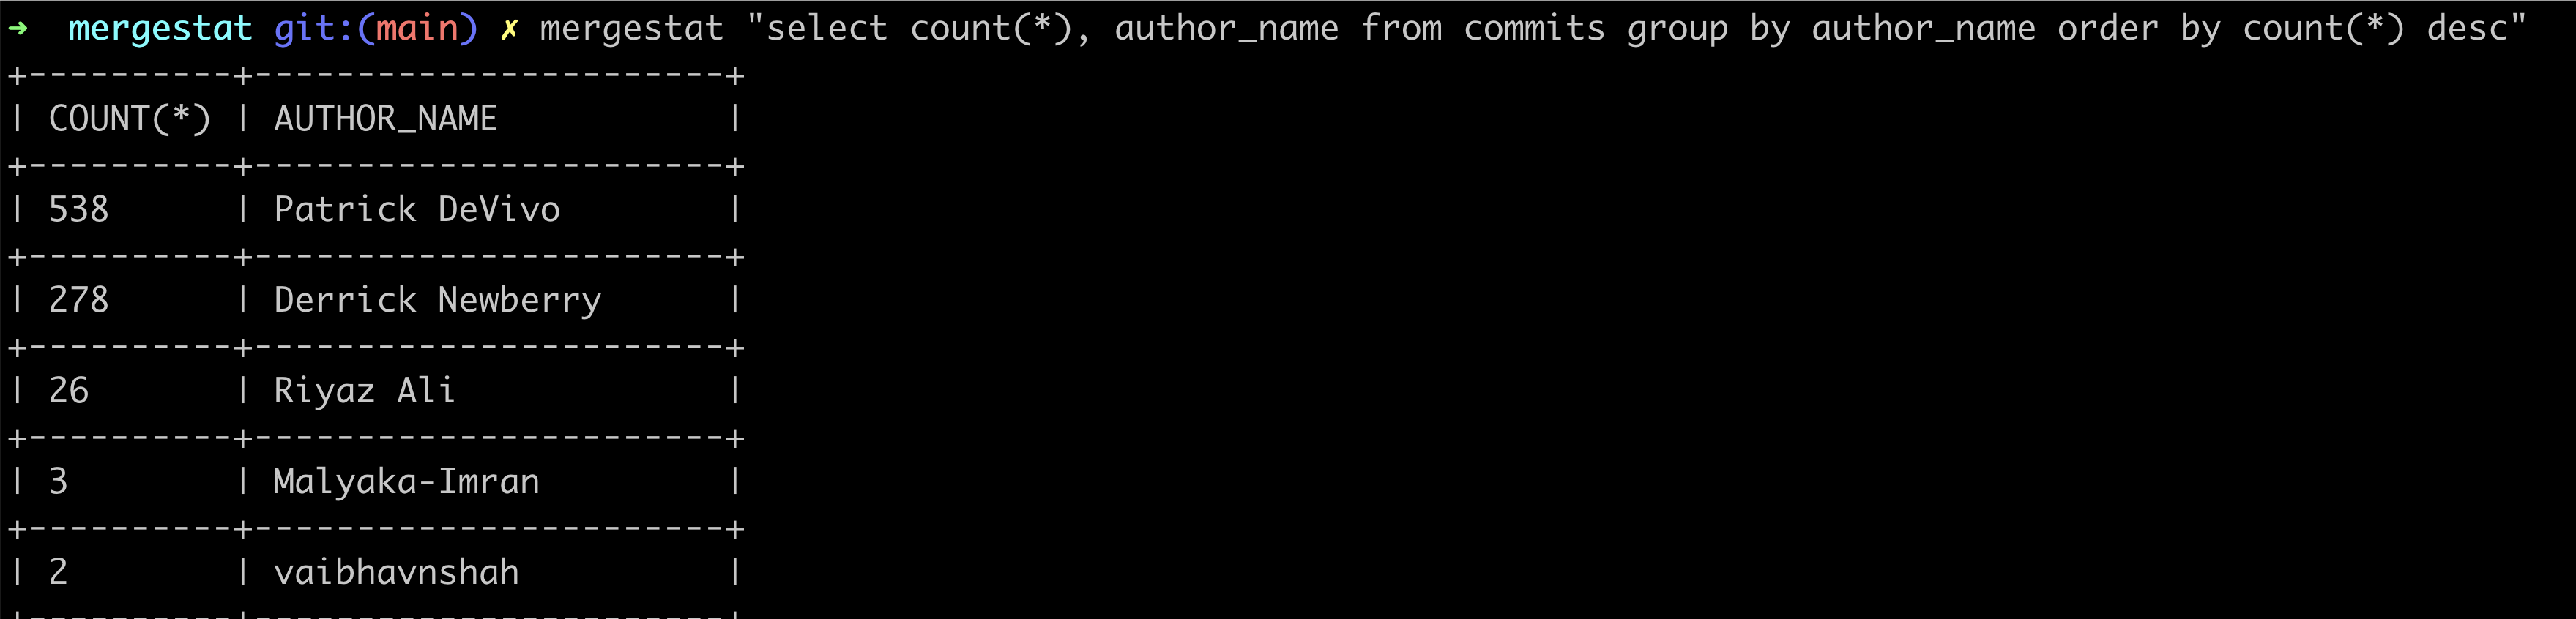 ➜  mergestat git:(main) ✗ mergestat "select count(*), author_name from commits group by author_name order by count(*) desc"
+----------+-----------------------+
| COUNT(*) | AUTHOR_NAME           |
+----------+-----------------------+
| 538      | Patrick DeVivo        |
+----------+-----------------------+
| 278      | Derrick Newberry      |
+----------+-----------------------+
| 26       | Riyaz Ali             |
+----------+-----------------------+
| 3        | Malyaka-Imran         |
+----------+-----------------------+
| 2        | vaibhavnshah          |
+----------+-----------------------+